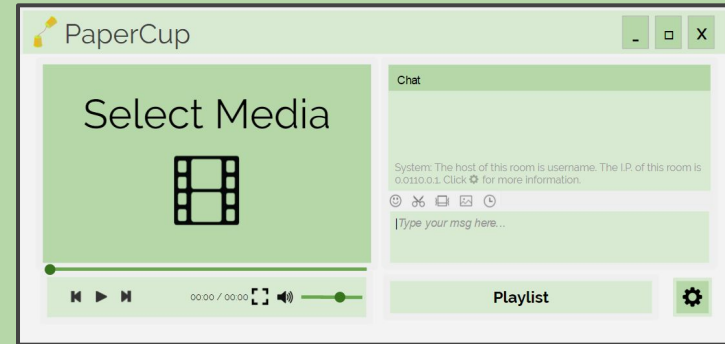 PaperCup
- □ X
Select Media
Chat
System: The host of this room is username. The I.P. of this room is
0.0110.0.1. Click for more information.
Type your msg here...
00:00 / 00:00
Playlist